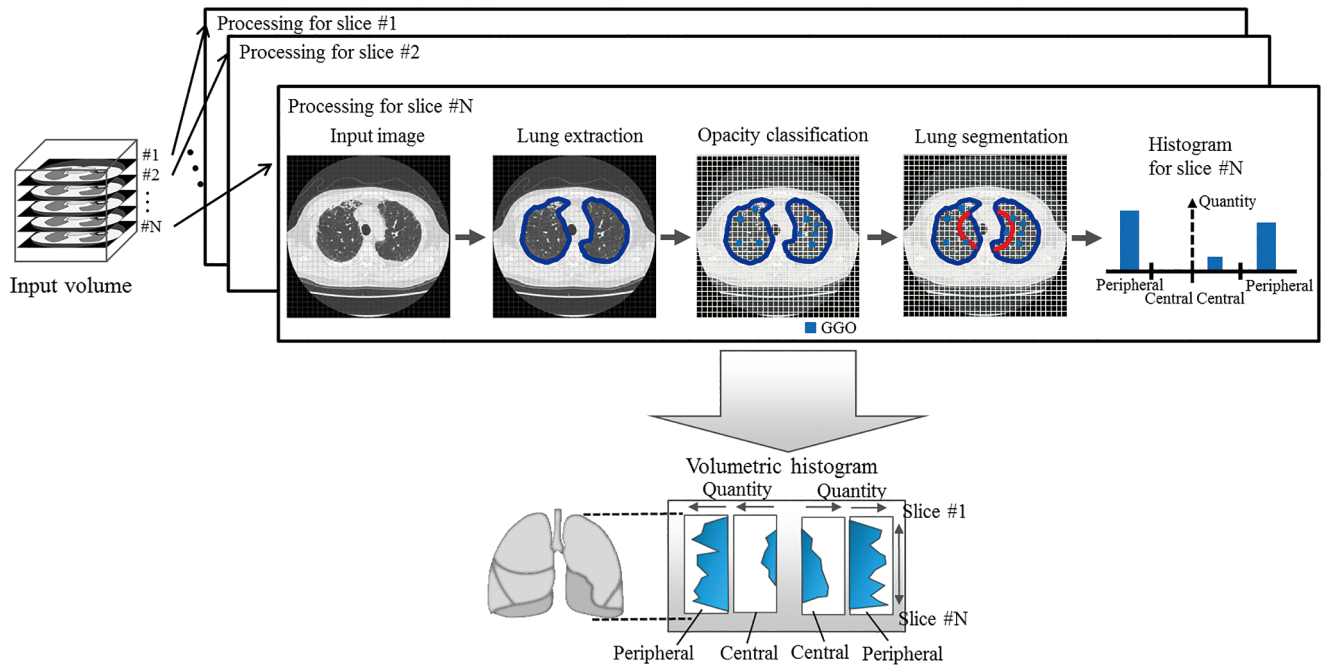 Processing for slice #1
Processing for slice #2
Processing for slice #N
Input image
Lung extraction
Opacity classification
Lung segmentation
Histogram
for slice #N
#1
#2
#N
Input volume
Quantity
Peripheral
Central
Central
Peripheral
GGO
Volumetric histogram
Quantity
Quantity
Slice #1
Slice #N
Peripheral
Central
Central
Peripheral